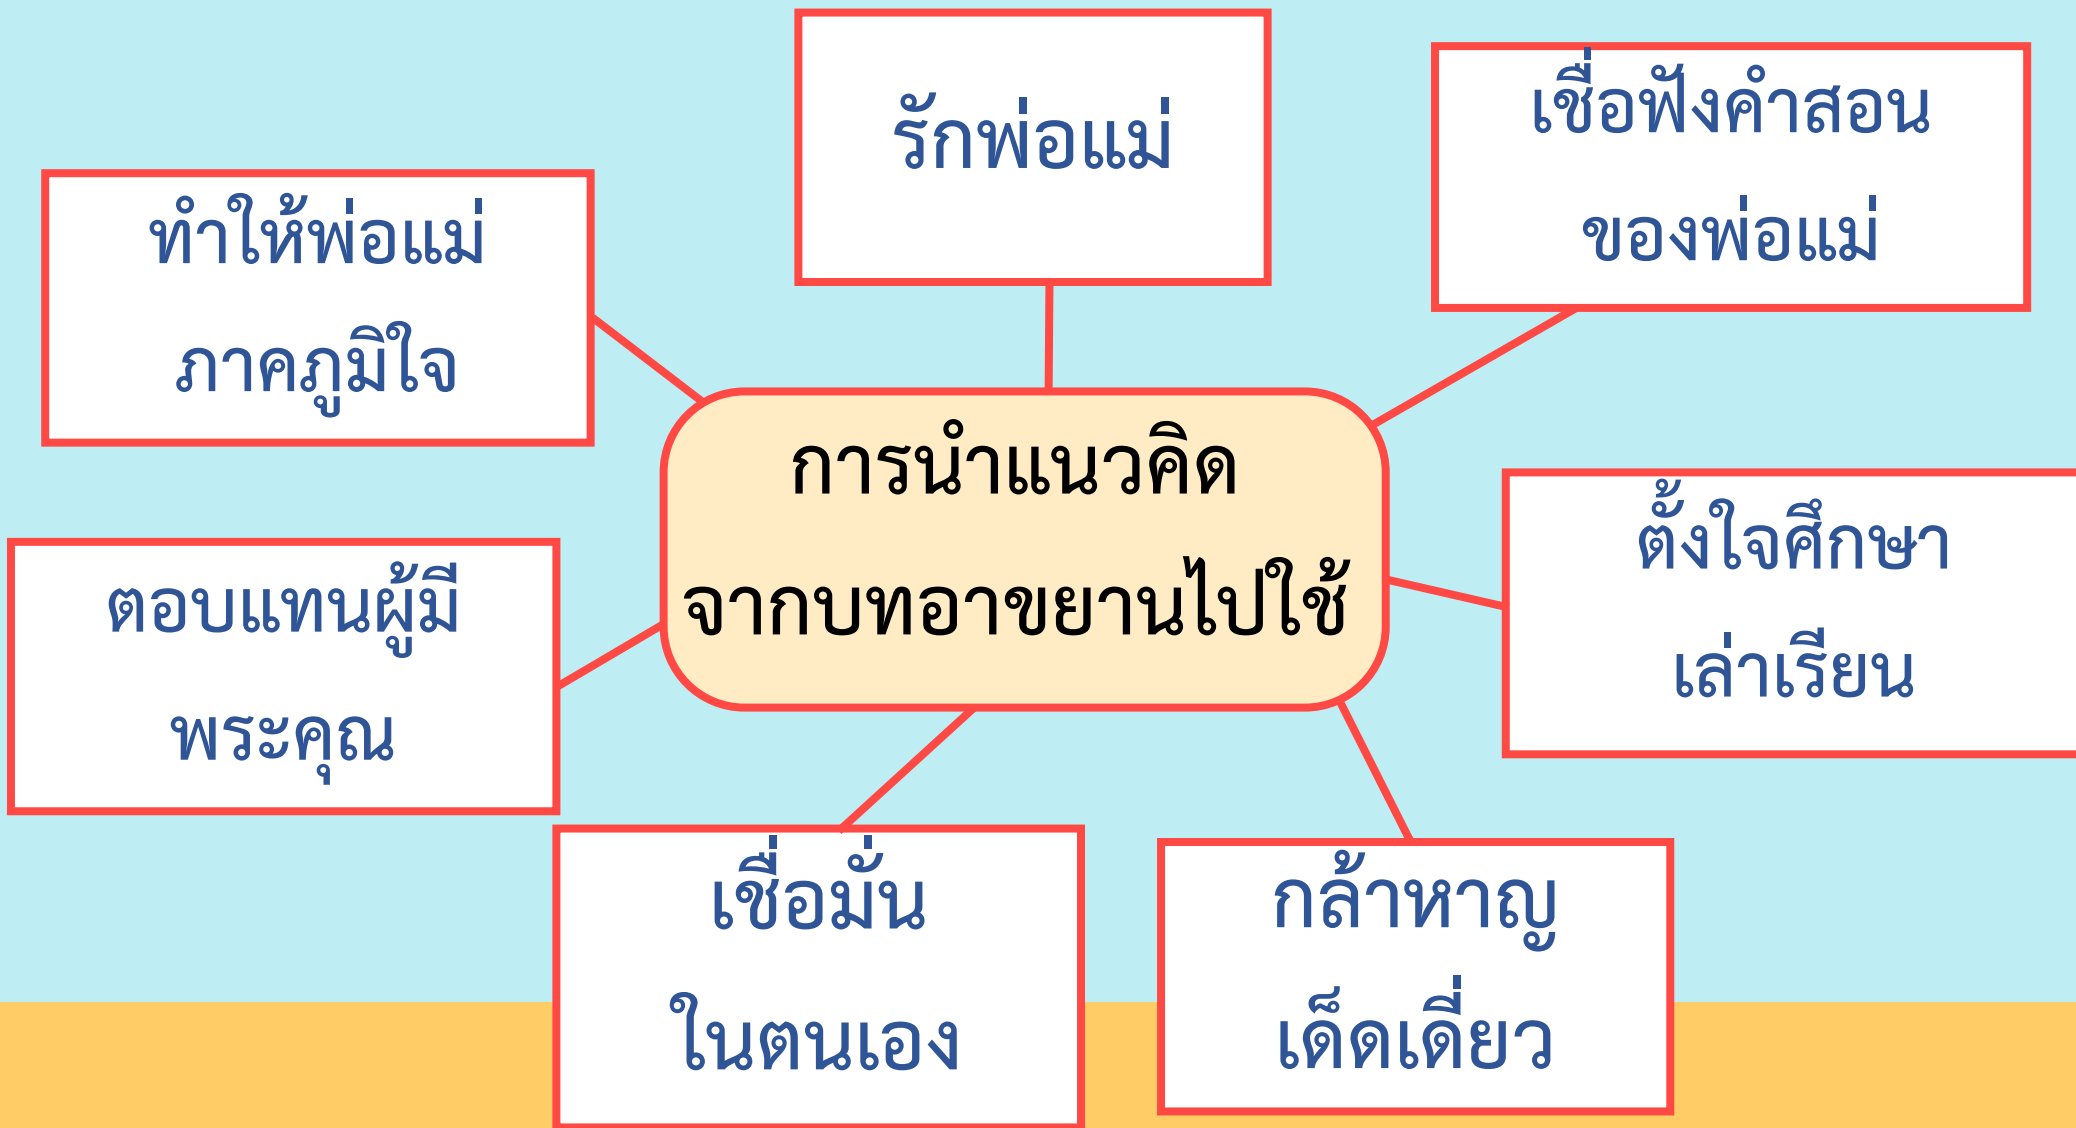 รักพ่อแม่
เชื่อฟังคำสอน
ของพ่อแม่
ทำให้พ่อแม่
ภาคภูมิใจ
การนำแนวคิด
จากบทอาขยานไปใช้
ตั้งใจศึกษา
เล่าเรียน
ตอบแทนผู้มี
พระคุณ
เชื่อมั่น
ในตนเอง
กล้าหาญ
เด็ดเดี่ยว